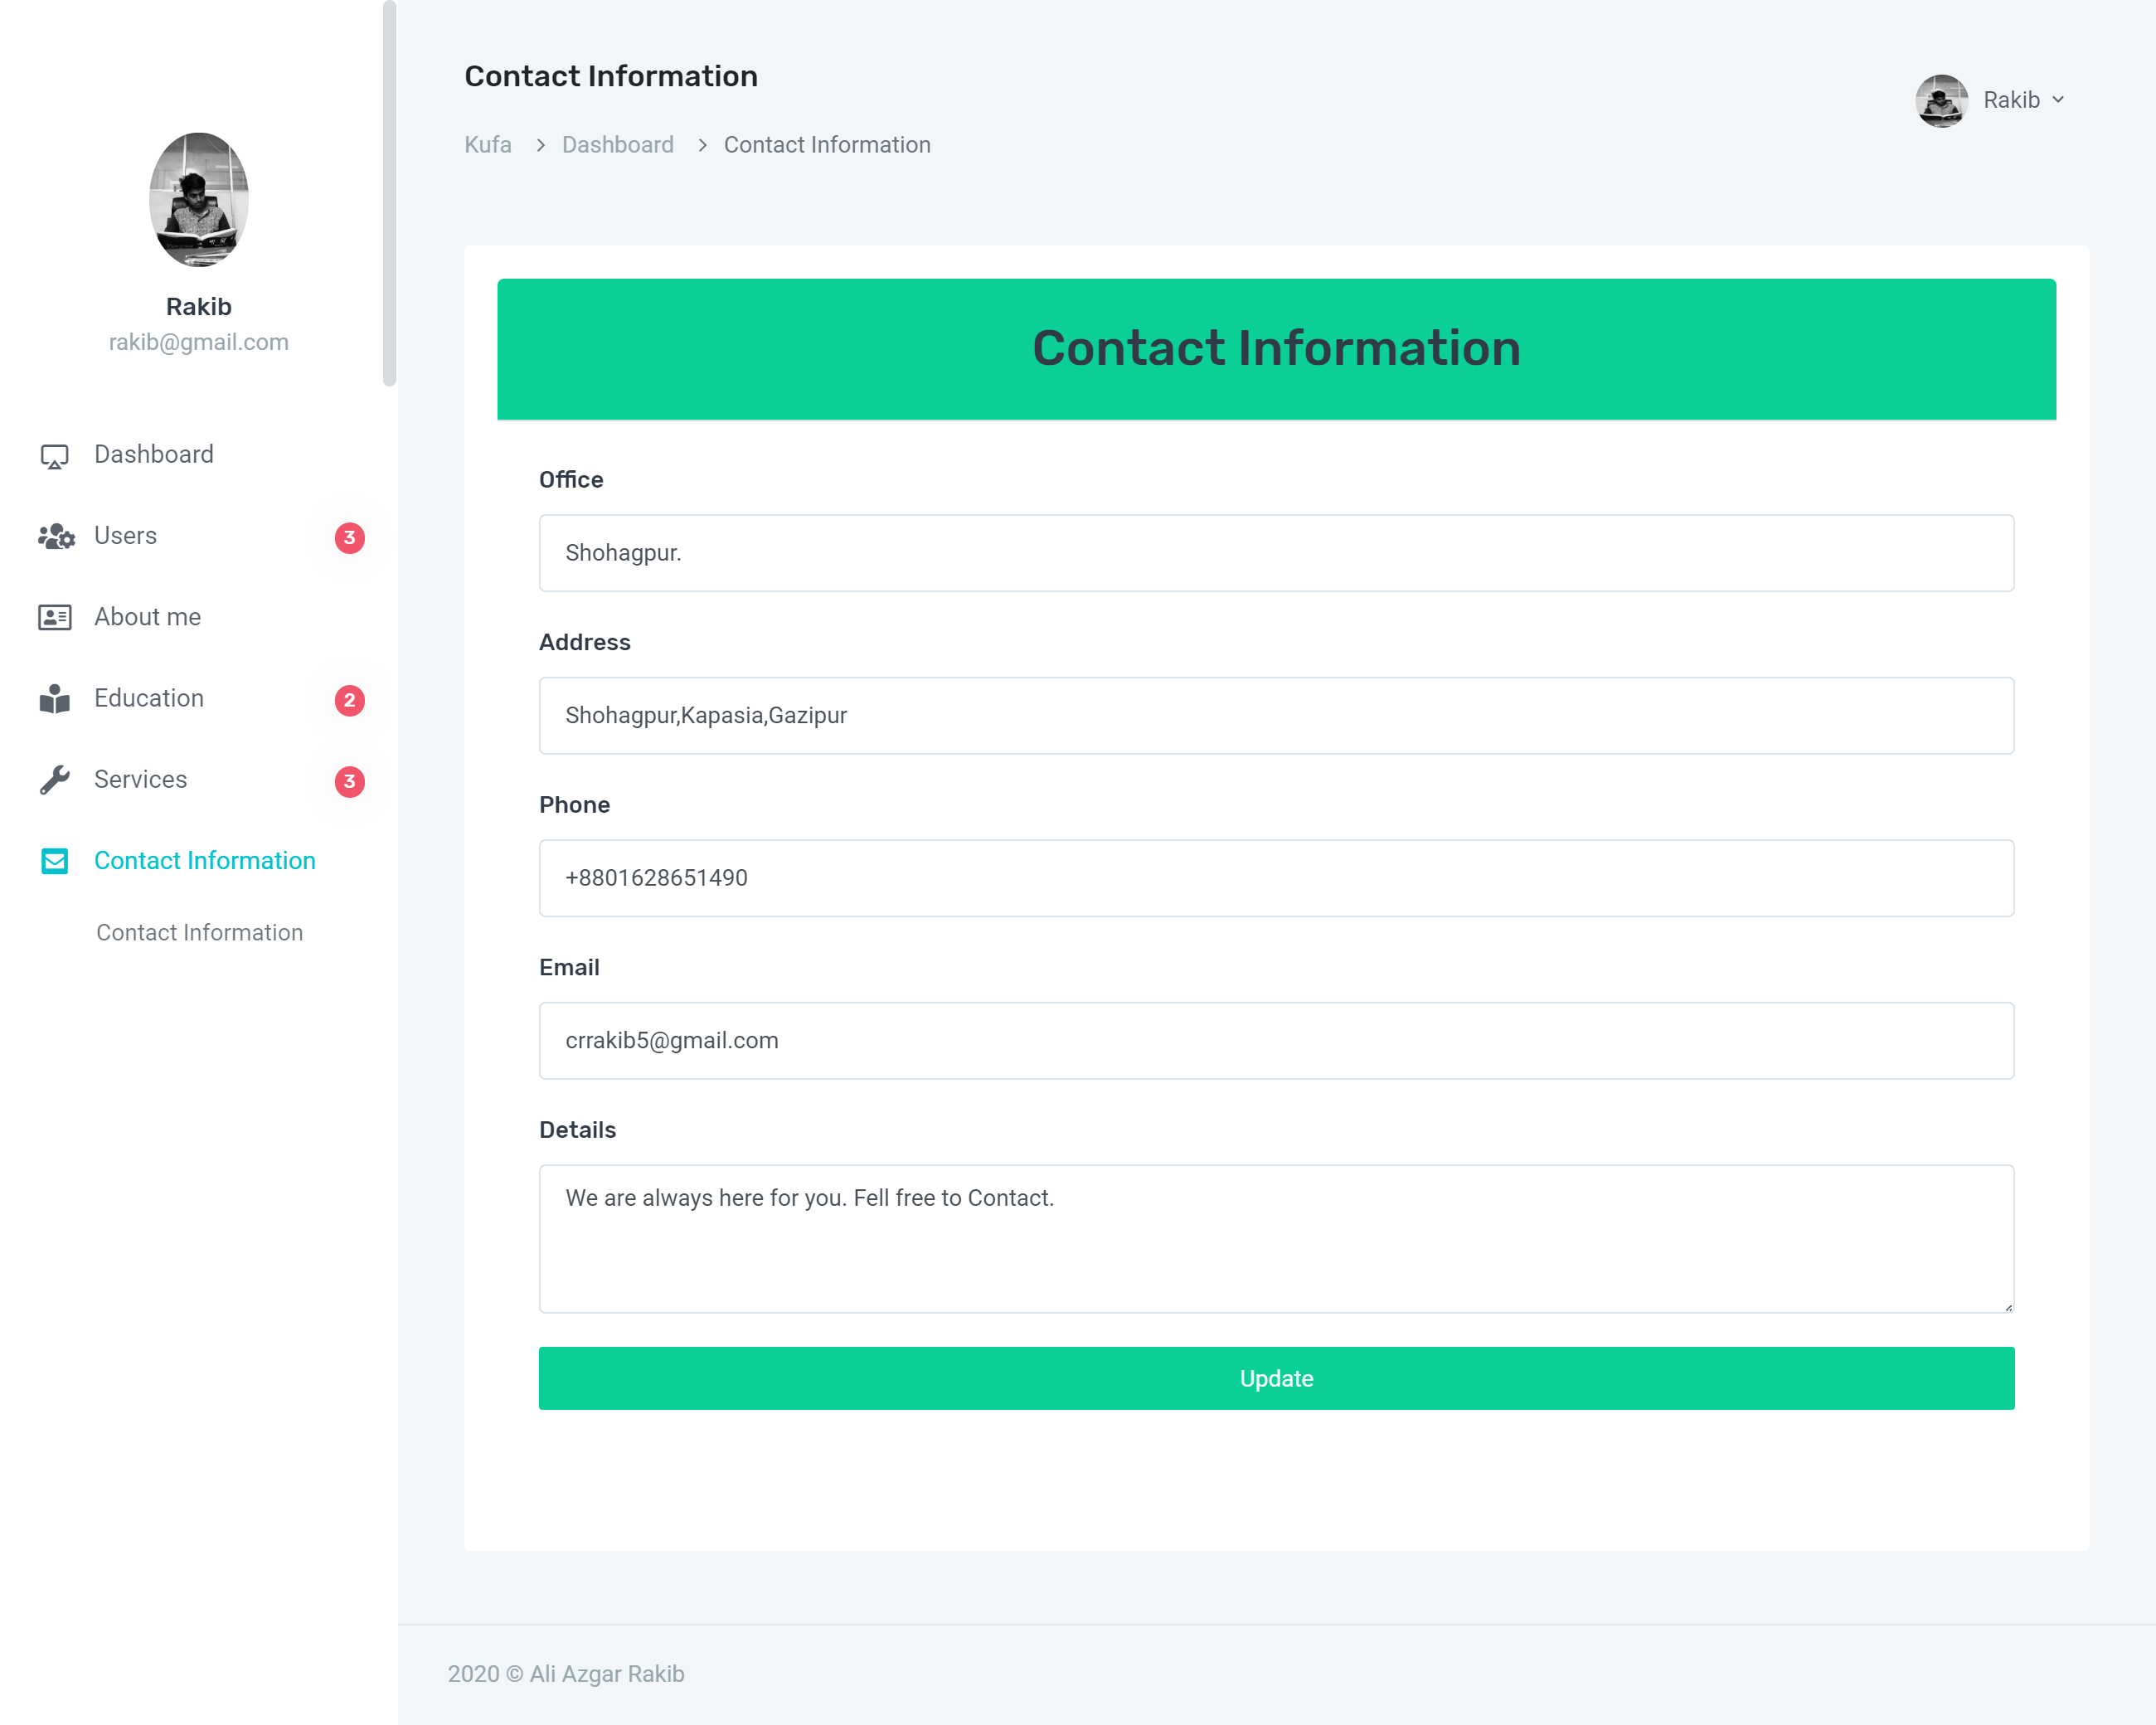 Rakib
rakib@gmail.com
Dashboard
Users 3
About me
Education 2
Services 3
Contact Information
Contact Information
Contact Information
Rakib
Kufa > Dashboard > Contact Information
Contact Information
Office
Shohagpur.
Address
Shohagpur,Kapasia,Gazipur
Phone
+8801628651490
Email
crrakib5@gmail.com
Details
We are always here for you. Fell free to Contact.
Update
2020 © Ali Azgar Rakib